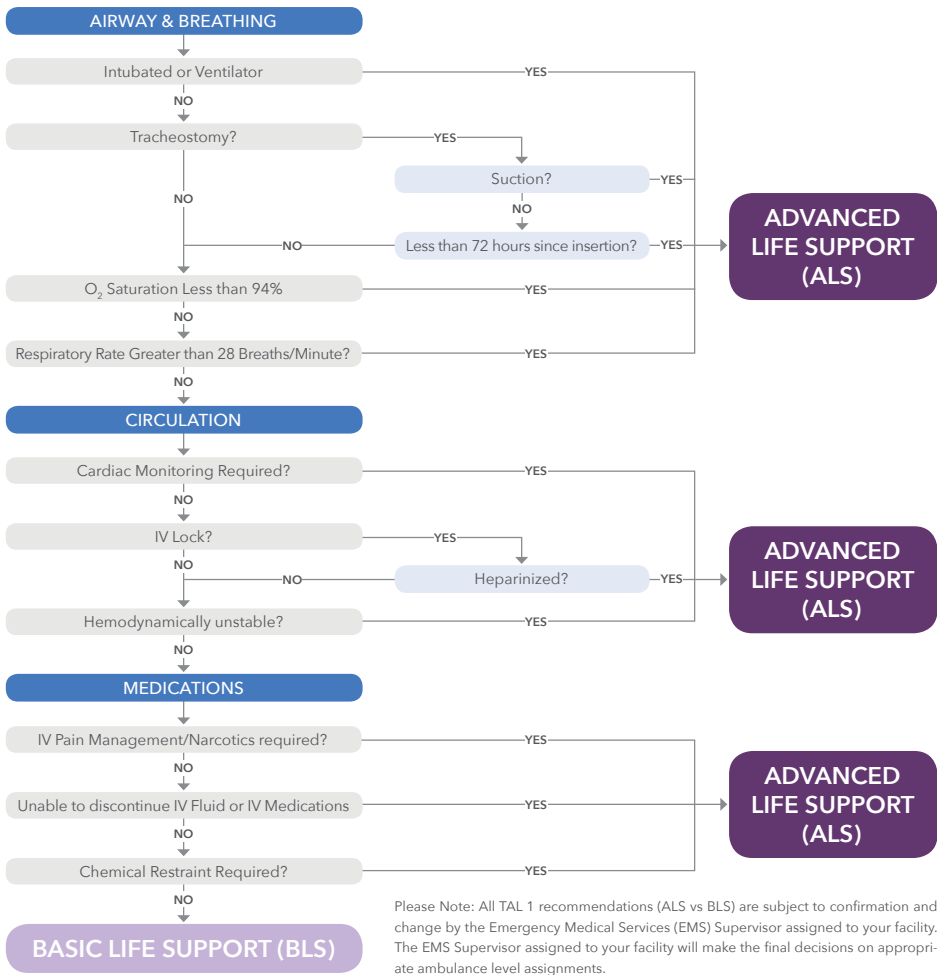 AIRWAY & BREATHING
Intubated or Ventilator
YES
NO
Tracheostomy?
YES
Suction?
YES
NO
NO
Less than 72 hours since insertion?
YES
NO
ADVANCED
LIFE SUPPORT
(ALS)
O₂ Saturation Less than 94%
YES
NO
Respiratory Rate Greater than 28 Breaths/Minute?
YES
NO
CIRCULATION
Cardiac Monitoring Required?
YES
NO
IV Lock?
YES
NO
Heparinized?
YES
NO
ADVANCED
LIFE SUPPORT
(ALS)
Hemodynamically unstable?
YES
NO
MEDICATIONS
IV Pain Management/Narcotics required?
YES
NO
Unable to discontinue IV Fluid or IV Medications
YES
NO
ADVANCED
LIFE SUPPORT
(ALS)
Chemical Restraint Required?
YES
NO
BASIC LIFE SUPPORT (BLS)
Please Note: All TAL 1 recommendations (ALS vs BLS) are subject to confirmation and
change by the Emergency Medical Services (EMS) Supervisor assigned to your facility.
The EMS Supervisor assigned to your facility will make the final decisions on appropri-
ate ambulance level assignments.